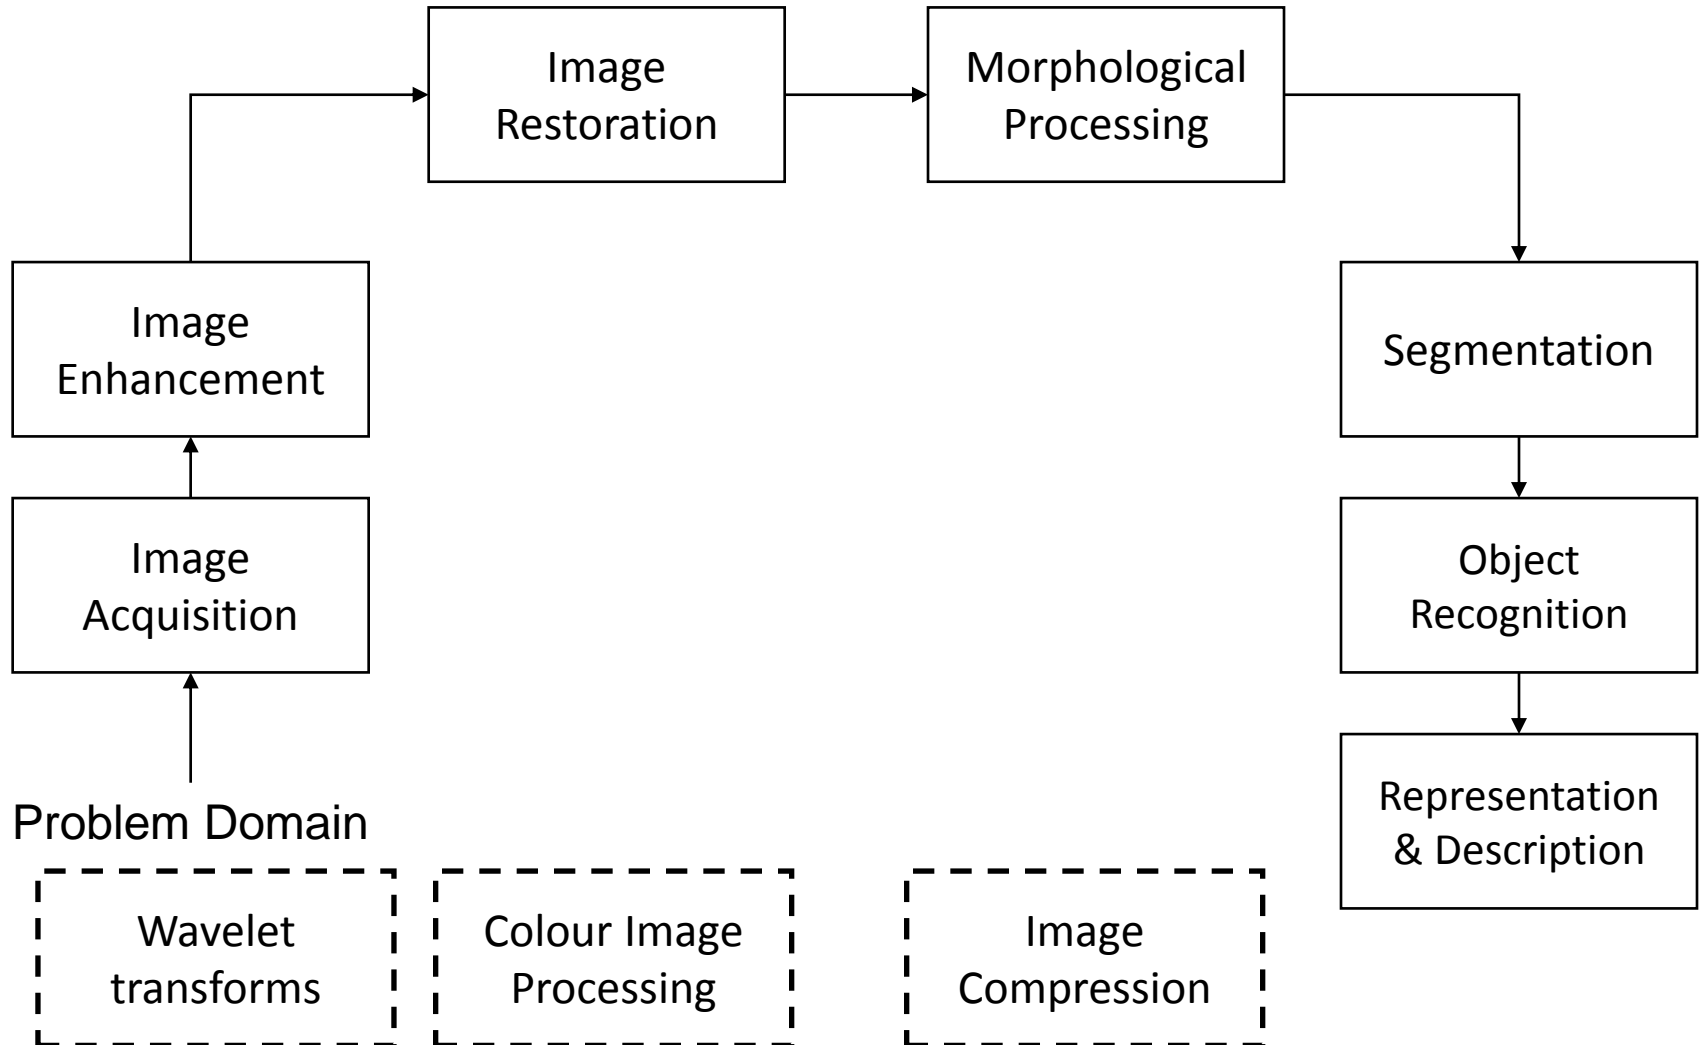 Image
Restoration
Morphological
Processing
Image
Enhancement
Segmentation
Image
Acquisition
Object
Recognition
Problem Domain
Representation
& Description
Wavelet
transforms
Colour Image
Processing
Image
Compression